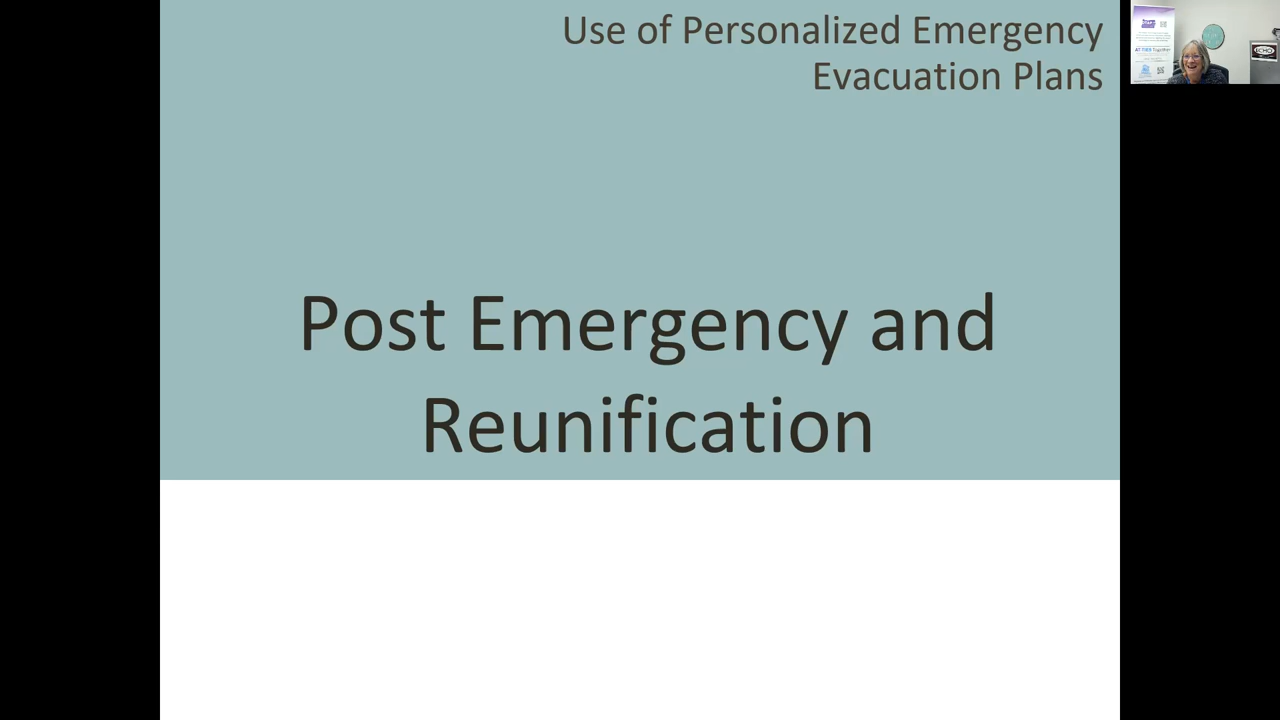 Use of Personalized Emergency
Evacuation Plans
Post Emergency and
Reunification